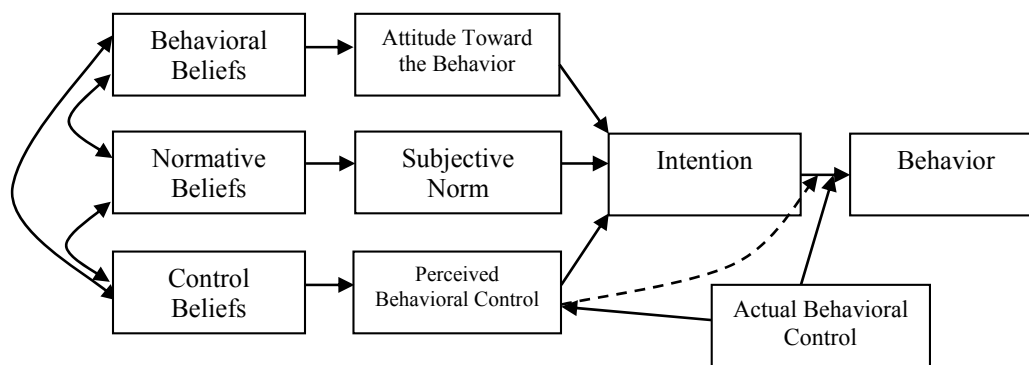 Behavioral
Beliefs
Attitude Toward
the Behavior
Normative
Beliefs
Subjective
Norm
Intention
Behavior
Control
Beliefs
Perceived
Behavioral Control
Actual Behavioral
Control